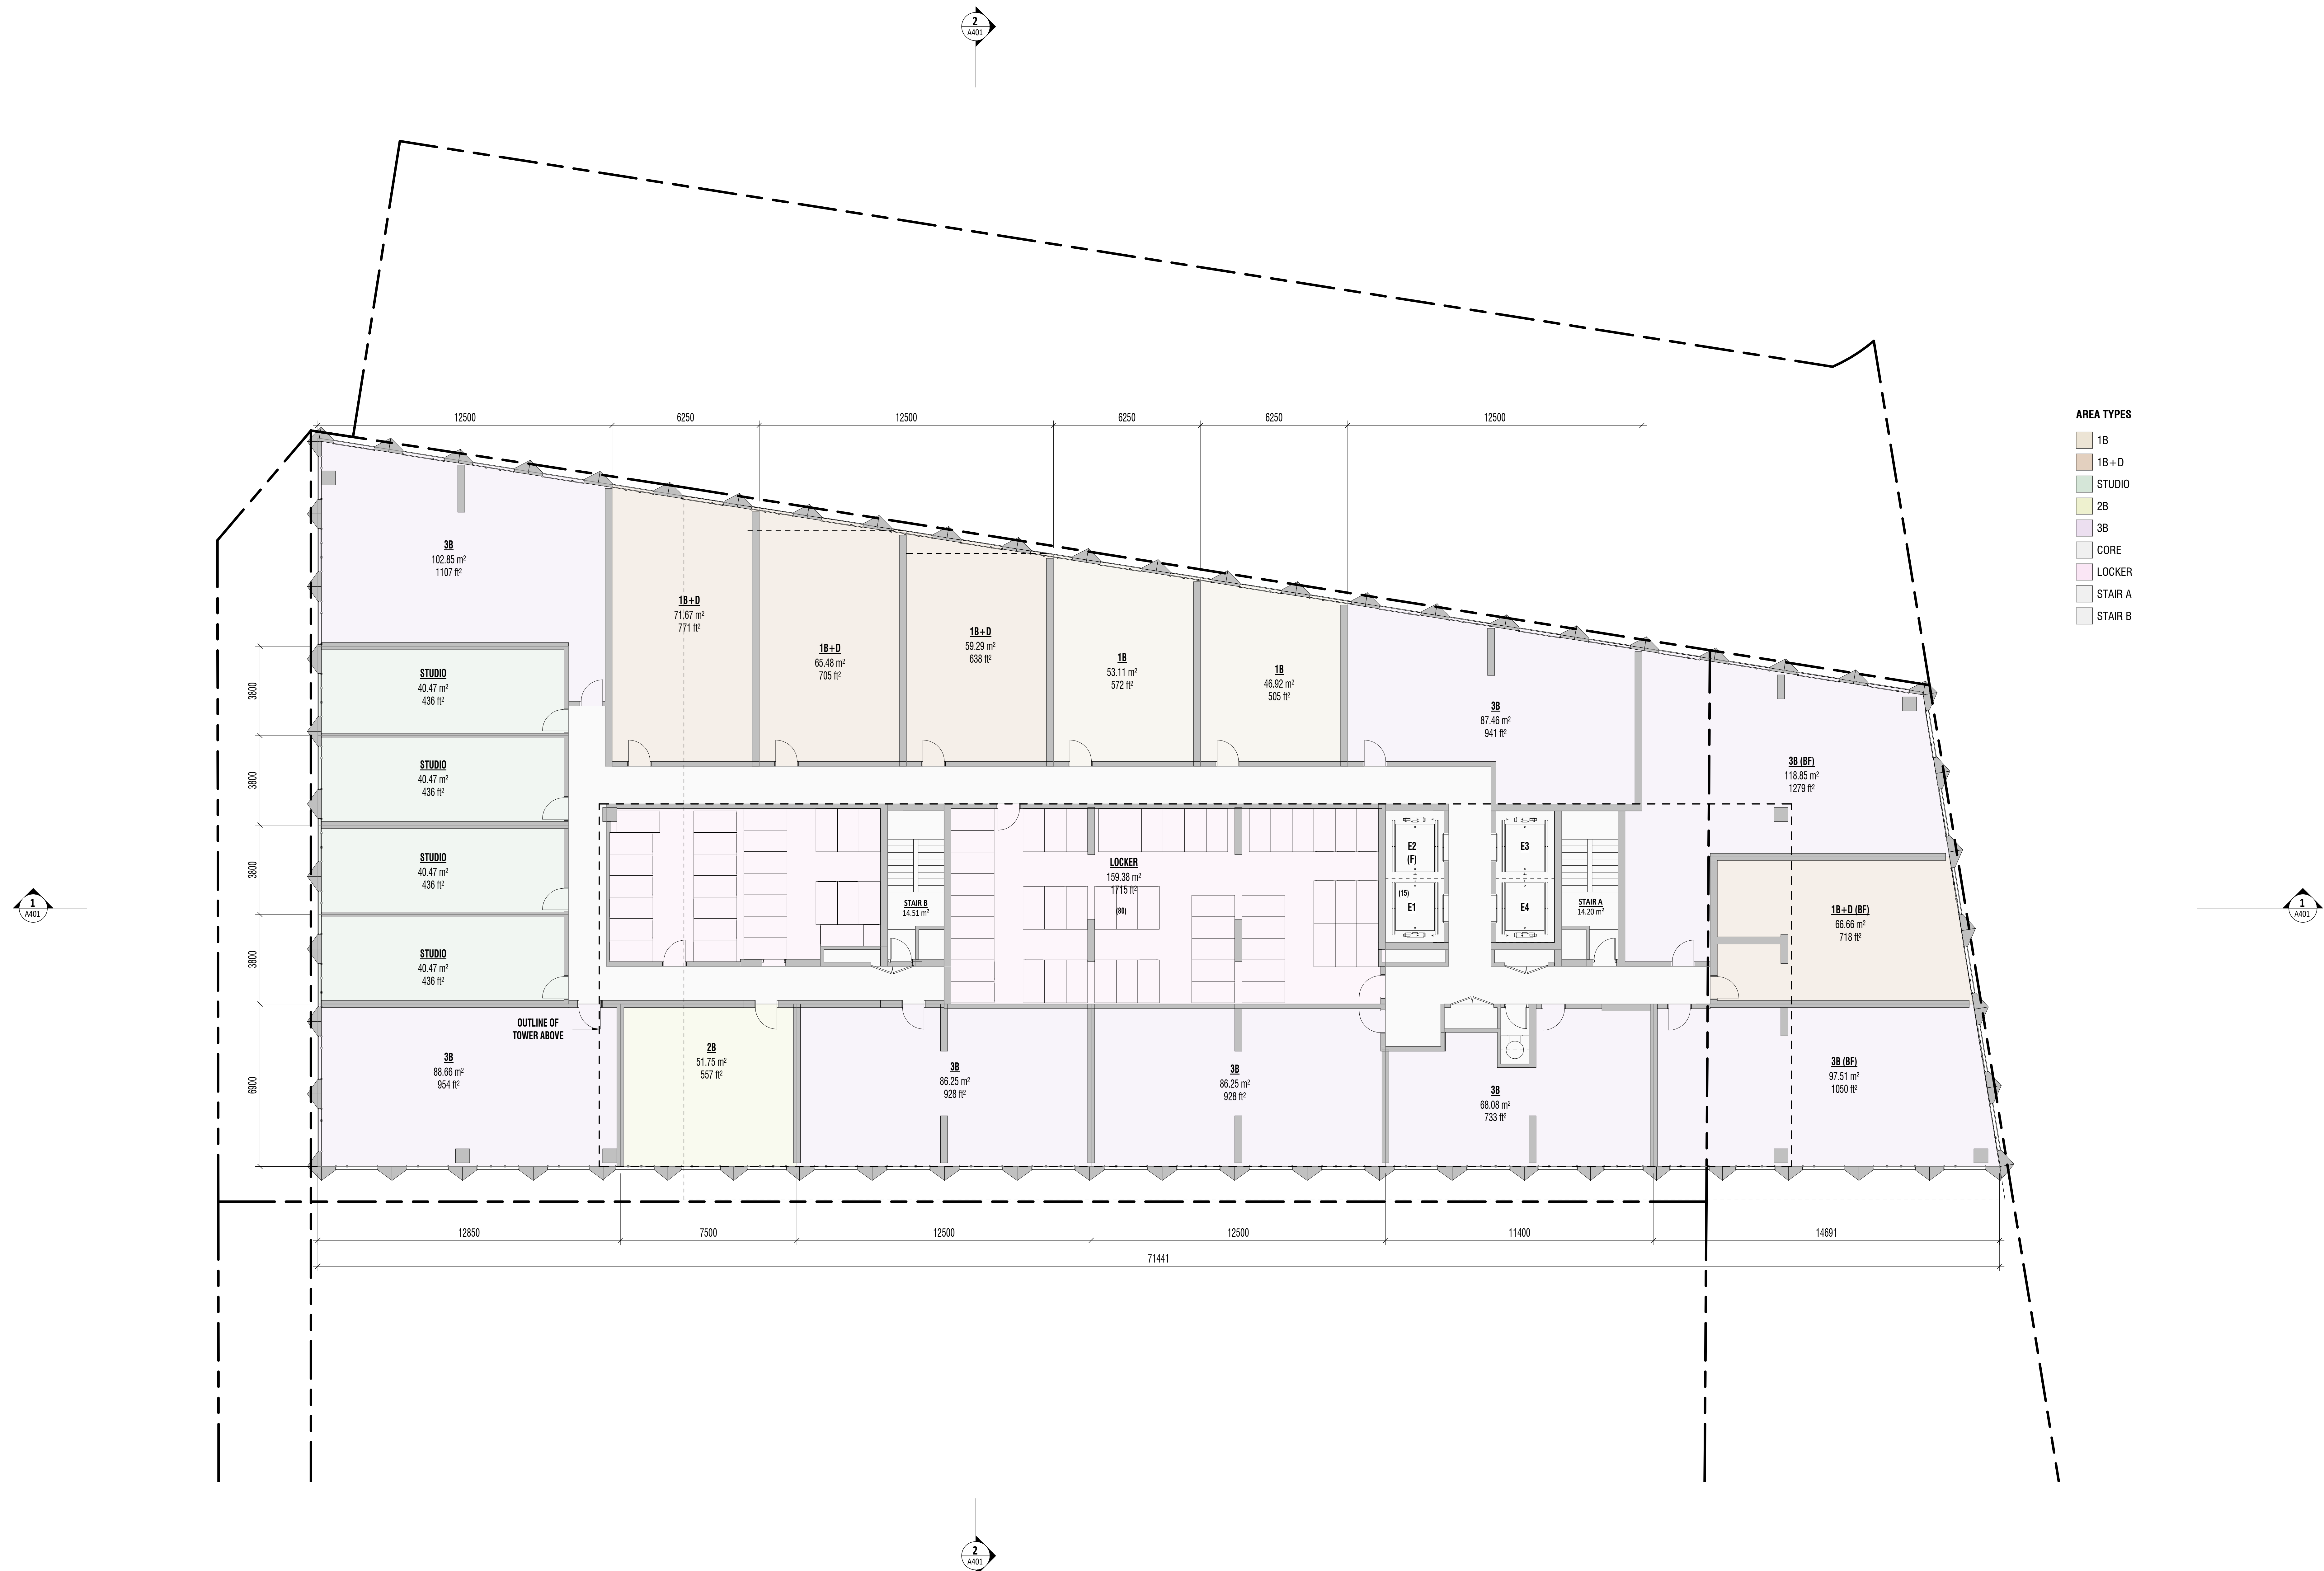 2
A401
12500
6250
12500
6250
6250
12500
AREA TYPES
1B
1B+D
STUDIO
2B
3B
CORE
LOCKER
STAIR A
STAIR B
3B
102.85 m²
1107 ft²
1B+D
71.67 m²
771 ft²
1B+D
65.48 m²
705 ft²
1B+D
59.29 m²
638 ft²
1B
53.11 m²
572 ft²
1B
46.92 m²
505 ft²
3B
87.46 m²
941 ft²
3B (BF)
118.85 m²
1279 ft²
3800
STUDIO
40.47 m²
436 ft²
3800
STUDIO
40.47 m²
436 ft²
3800
STUDIO
40.47 m²
436 ft²
3800
STUDIO
40.47 m²
436 ft²
1
A401
STAIR B
14.51 m²
LOCKER
159.38 m²
1715 ft²
(80)
E2
(F)
(15)
E1
E3
E4
STAIR A
14.20 m²
1B+D (BF)
66.66 m²
718 ft²
1
A401
OUTLINE OF
TOWER ABOVE
6900
3B
88.66 m²
954 ft²
2B
51.75 m²
557 ft²
3B
86.25 m²
928 ft²
3B
86.25 m²
928 ft²
3B
68.08 m²
733 ft²
3B (BF)
97.51 m²
1050 ft²
12850
7500
12500
12500
11400
14691
71441
2
A401